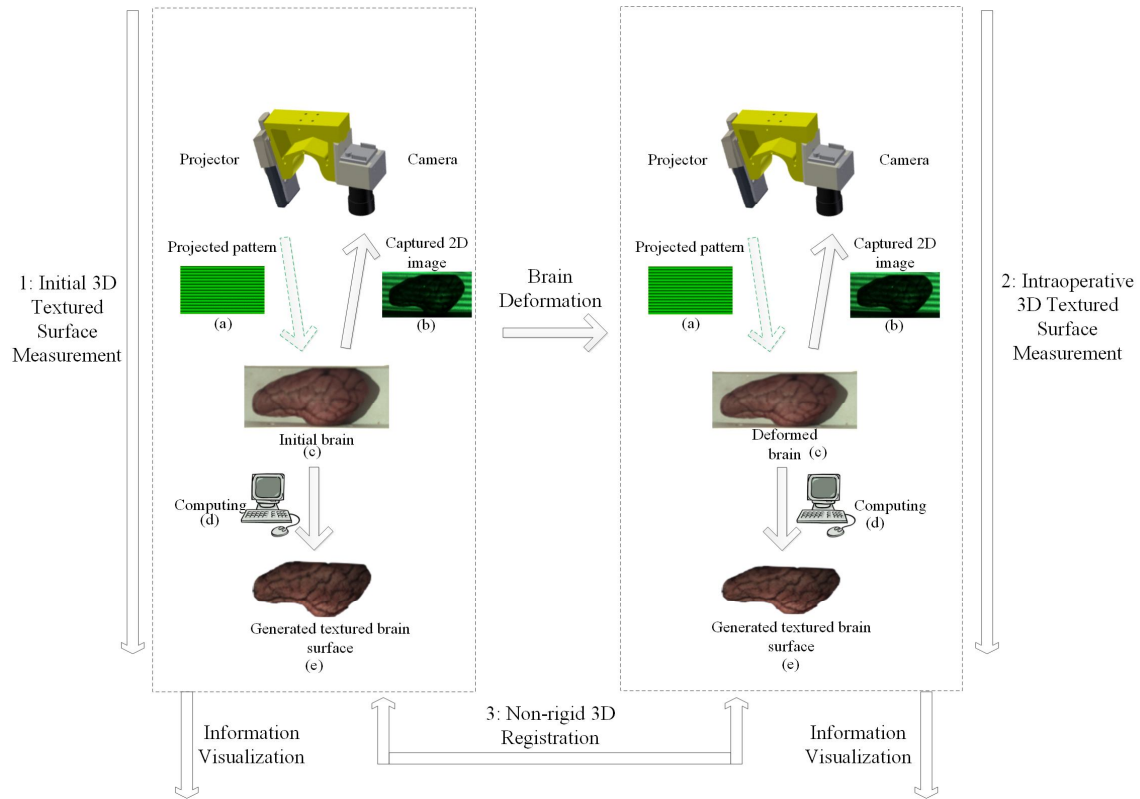 1: Initial 3D
Textured
Surface
Measurement
Projector
Camera
Projected pattern
(a)
Captured 2D
image
(b)
Initial brain
(c)
Computing
(d)
Generated textured brain
surface
(e)
Brain
Deformation
Projector
Camera
Projected pattern
(a)
Captured 2D
image
(b)
Deformed
brain (c)
Computing
(d)
Generated textured brain
surface
(e)
2: Intraoperative
3D Textured
Surface
Measurement
Information
Visualization
3: Non-rigid 3D
Registration
Information
Visualization